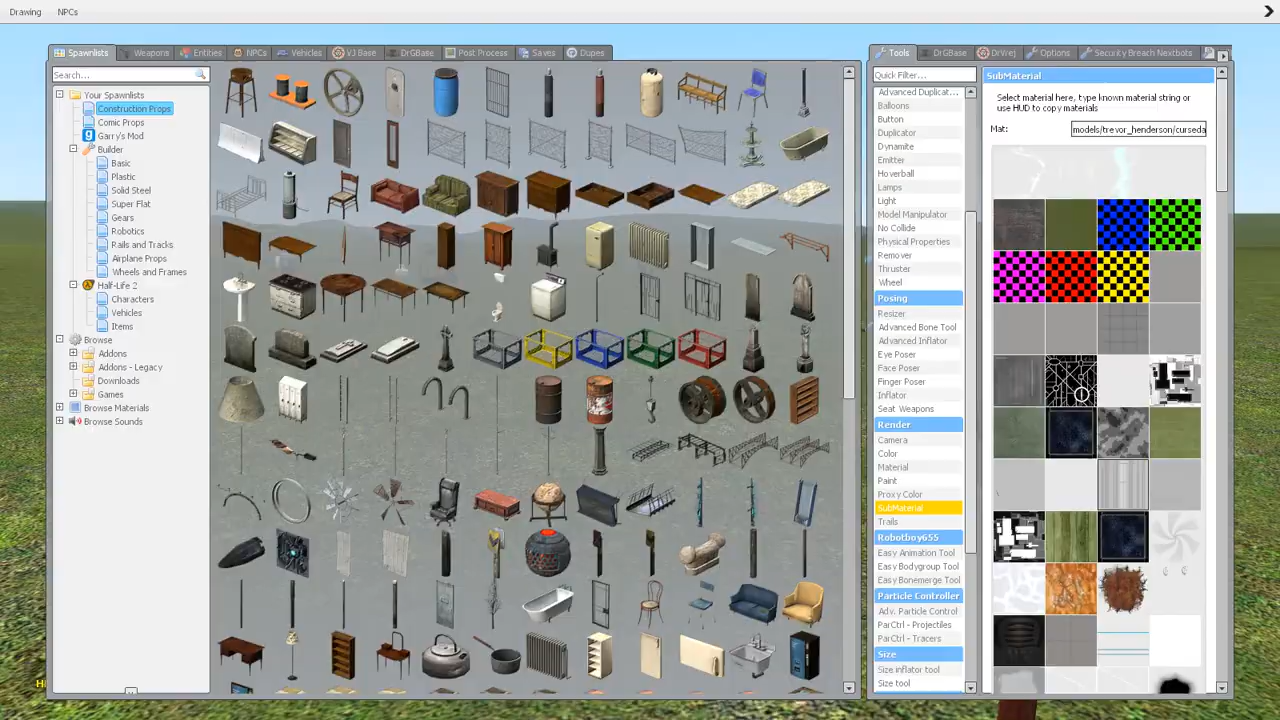 Drawing NPCs
Spawnlists Weapons Entities NPCs Vehicles VJ Base DrGBase Post Process Saves Dupes
Search...
Your Spawnlists
Construction Props
Comic Props
Garry's Mod
Builder
Basic
Plastic
Solid Steel
Super Flat
Gears
Robotics
Rails and Tracks
Airplane Props
Wheels and Frames
Half-Life 2
Characters
Vehicles
Items
Browse
Addons
Addons - Legacy
Downloads
Games
Browse Materials
Browse Sounds
Tools DrGBase DrWrej Options Security Breach Nextbots
Quick Filter...
Advanced Duplicat...
Balloons
Button
Duplicator
Dynamite
Emitter
Hoverball
Lamps
Light
Model Manipulator
No Collide
Physical Properties
Remover
Thruster
Wheel
Posing
Resizer
Advanced Bone Tool
Advanced Inflator
Eye Poser
Face Poser
Finger Poser
Inflator
Seat Weapons
Render
Camera
Color
Material
Paint
Proxy Color
SubMaterial
Trails
Robotboy655
Easy Animation Tool
Easy Bodygroup Tool
Easy Bonemerge Tool
Particle Controller
Adv. Particle Control
ParCtrl - Projectiles
ParCtrl - Tracers
Size
Size inflator tool
Size tool
SubMaterial
Select material here, type known material string or
use HUD to copy materials
Mat: models/trevor_henderson/curseda